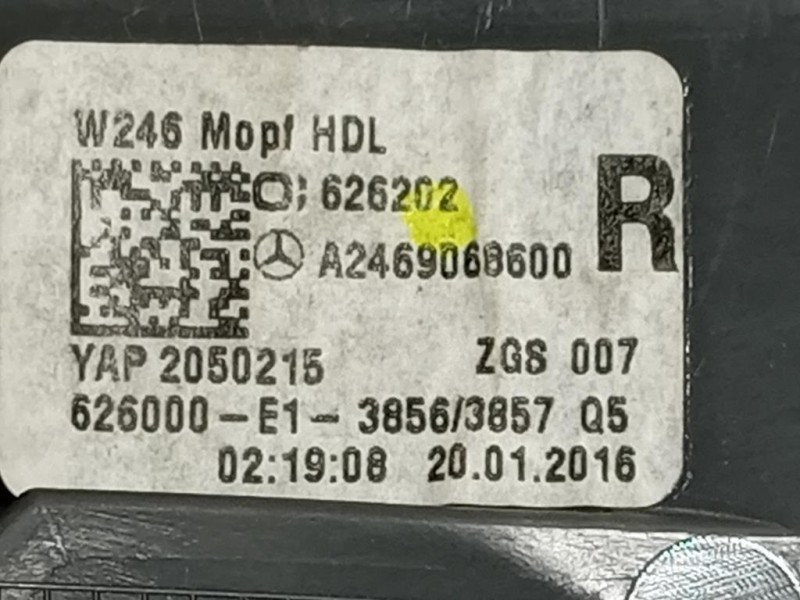 W246 Mopf HDL
626202
R
A2469068600
YAP 2050215
ZGS 007
626000-E1-3856/3857 Q5
02:19:08 20.01.2016